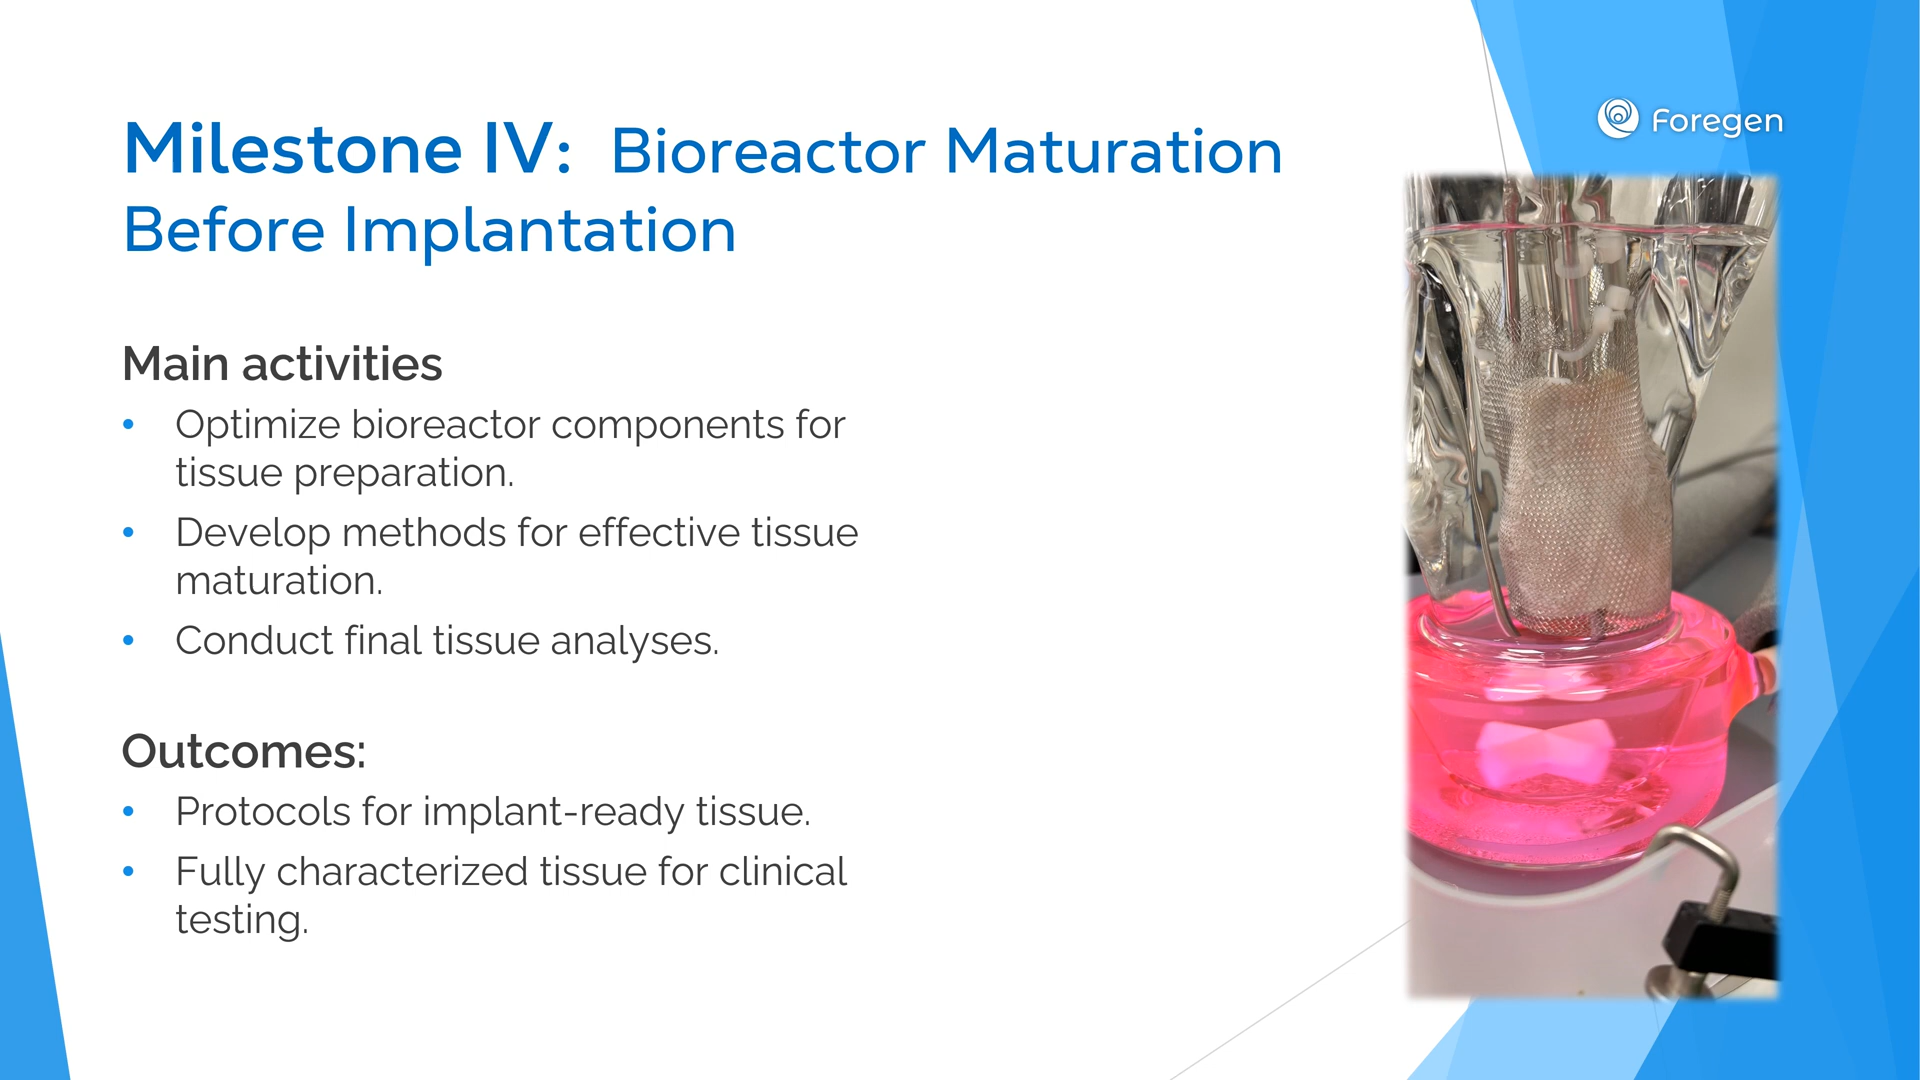 Foregen
Milestone IV: Bioreactor Maturation
Before Implantation
Main activities
• Optimize bioreactor components for
tissue preparation.
• Develop methods for effective tissue
maturation.
• Conduct final tissue analyses.
Outcomes:
• Protocols for implant-ready tissue.
• Fully characterized tissue for clinical
testing.